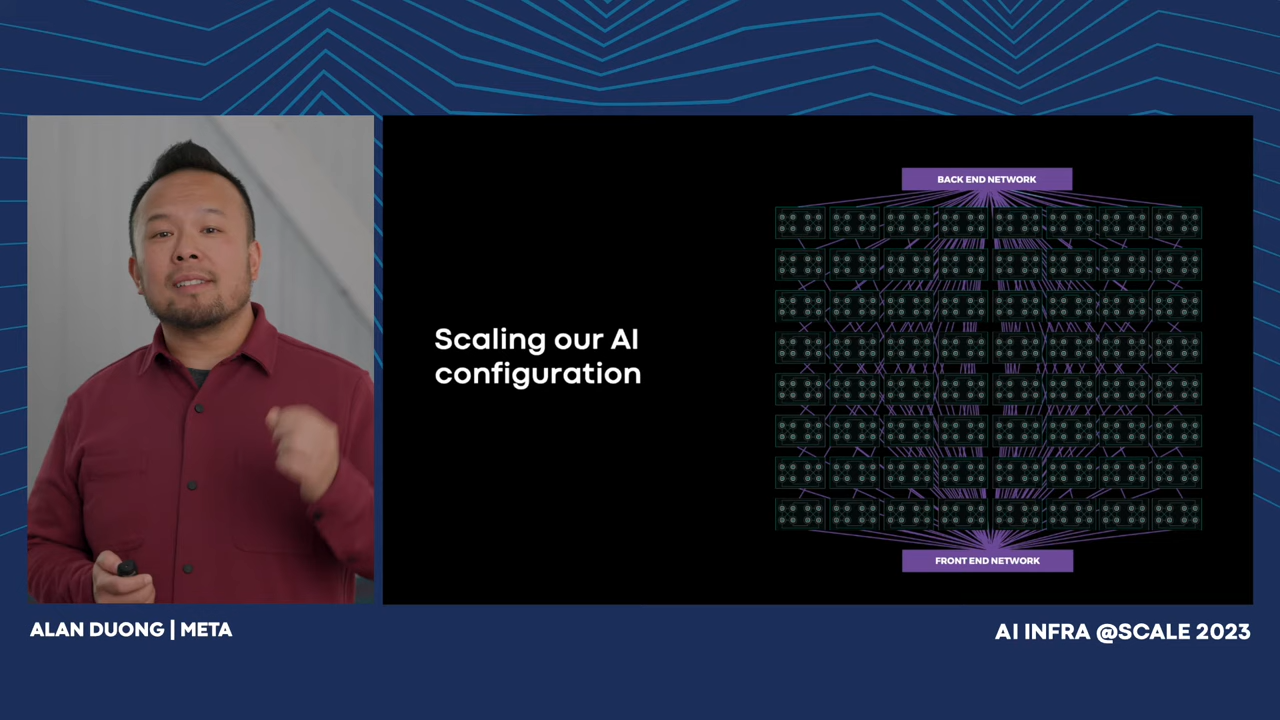 BACK END NETWORK
Scaling our AI
configuration
FRONT END NETWORK
ALAN DUONG | META
AI INFRA @SCALE 2023